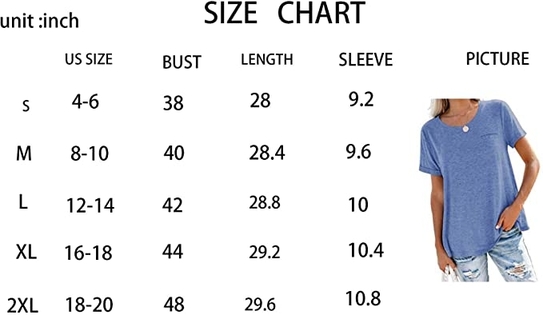 unit :inch SIZE CHART
US SIZE BUST LENGTH SLEEVE PICTURE
S 4-6 38 28 9.2
M 8-10 40 28.4 9.6
L 12-14 42 28.8 10
XL 16-18 44 29.2 10.4
2XL 18-20 48 29.6 10.8